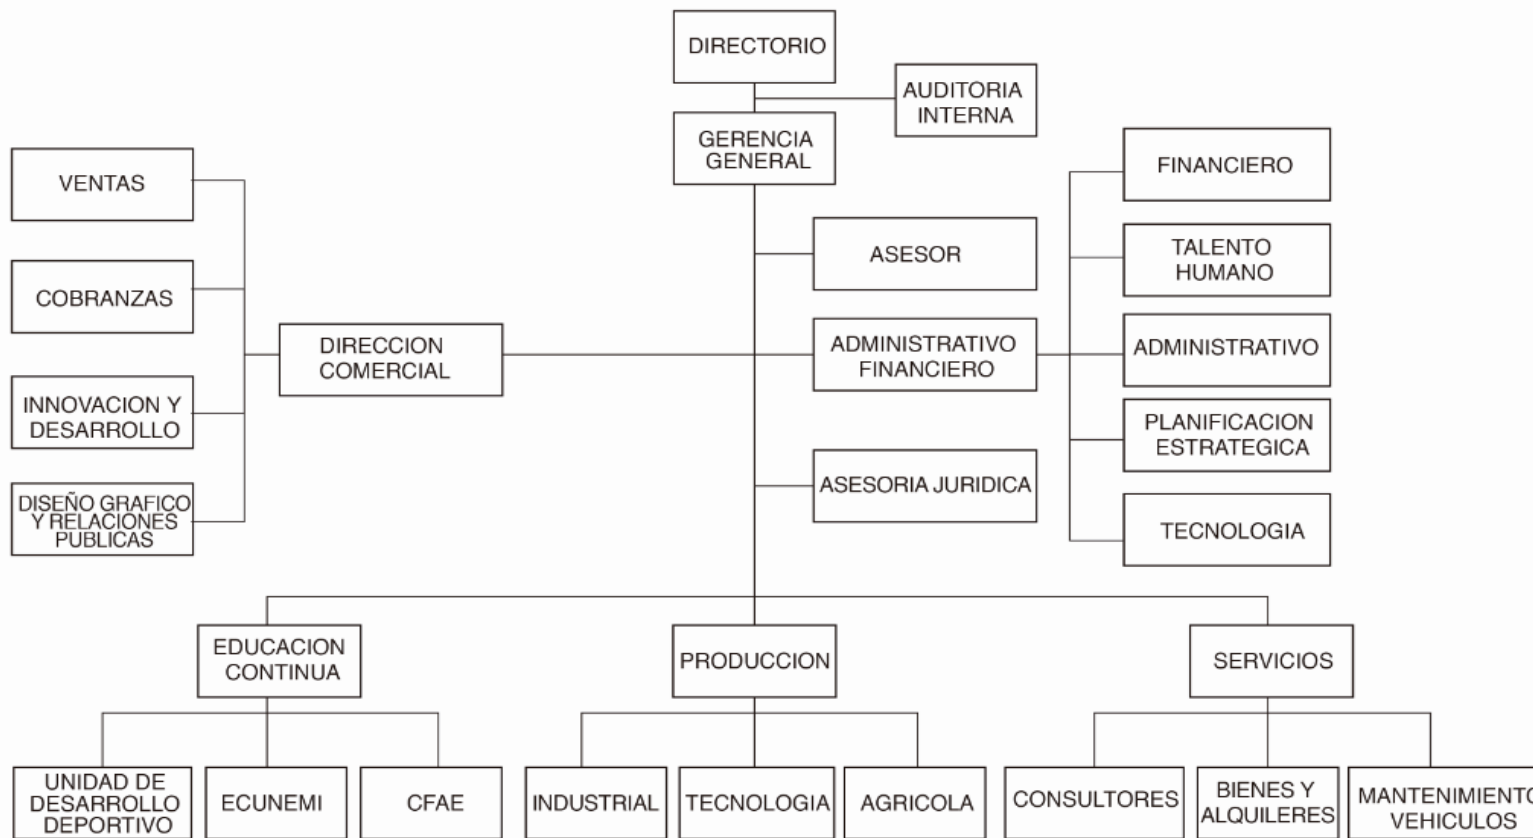 DIRECTORIO
AUDITORIA
INTERNA
GERENCIA
GENERAL
VENTAS
COBRANZAS
INNOVACION Y
DESARROLLO
DISEÑO GRAFICO
Y RELACIONES
PUBLICAS
DIRECCION
COMERCIAL
ASESOR
ADMINISTRATIVO
FINANCIERO
ASESORIA JURIDICA
FINANCIERO
TALENTO
HUMANO
ADMINISTRATIVO
PLANIFICACION
ESTRATEGICA
TECNOLOGIA
EDUCACION
CONTINUA
PRODUCCION
SERVICIOS
UNIDAD DE
DESARROLLO
DEPORTIVO
ECUNEMI
CFAE
INDUSTRIAL
TECNOLOGIA
AGRICOLA
CONSULTORES
BIENES Y
ALQUILERES
MANTENIMIENTO
VEHICULOS